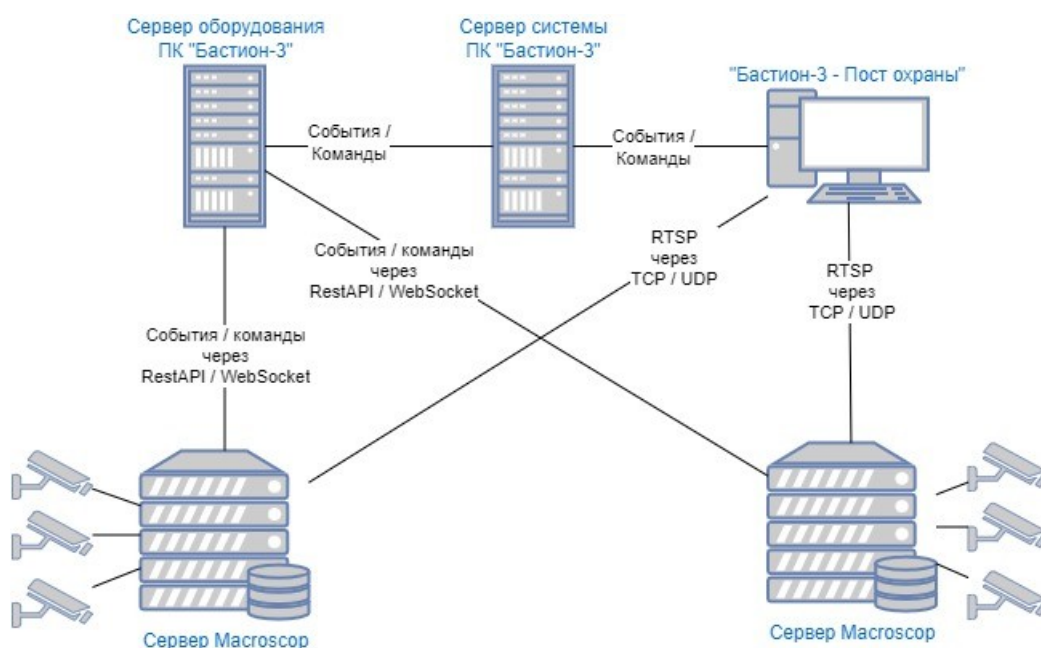 Сервер оборудования
ПК "Бастион-3"
Сервер системы
ПК "Бастион-3"
"Бастион-3 - Пост охраны"
События /
Команды
События /
Команды
События / команды
через
RestAPI / WebSocket
RTSP
через
TCP / UDP
RTSP
через
TCP / UDP
События / команды
через
RestAPI / WebSocket
Сервер Macroscop
Сервер Macroscop